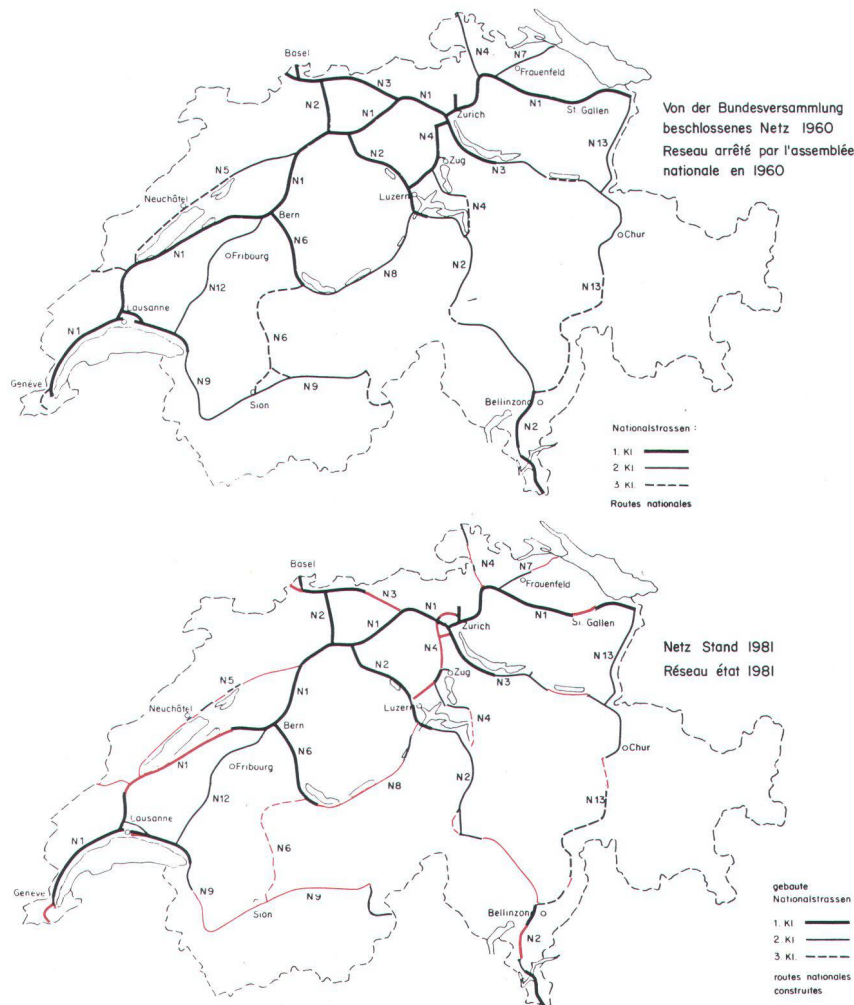 Basel
N4
N7
Frauenfeld
N3
N1
N2
N1
Zürich
N1
St. Gallen
Von der Bundesversammlung
beschlossenes Netz 1960
Reseau arrêté par l'assemblée
nationale en 1960
N4
N2
Zug
N3
N13
N5
Neuchâtel
N1
Luzern
N4
Bern
N1
N6
Fribourg
N8
N2
Chur
N12
N13
Lausanne
N1
N6
Genéve
N9
N9
Sion
Bellinzona
N2
Nationalstrassen :
1. Kl
2 Kl.
3 Kl.
Routes nationales
Basel
N4
N7
Frauenfeld
N3
N1
N2
N1
Zürich
N1
St. Gallen
Netz Stand 1981
Réseau état 1981
N4
N2
Zug
N3
N13
N5
Neuchâtel
N1
Luzern
N4
Bern
N1
N6
Fribourg
N8
N2
Chur
N12
N13
Lausanne
N1
N6
Genéve
N9
N9
Sion
Bellinzona
N2
gebaute
Nationalstrassen
1. Kl
2. Kl
3. Kl.
routes nationales
construites